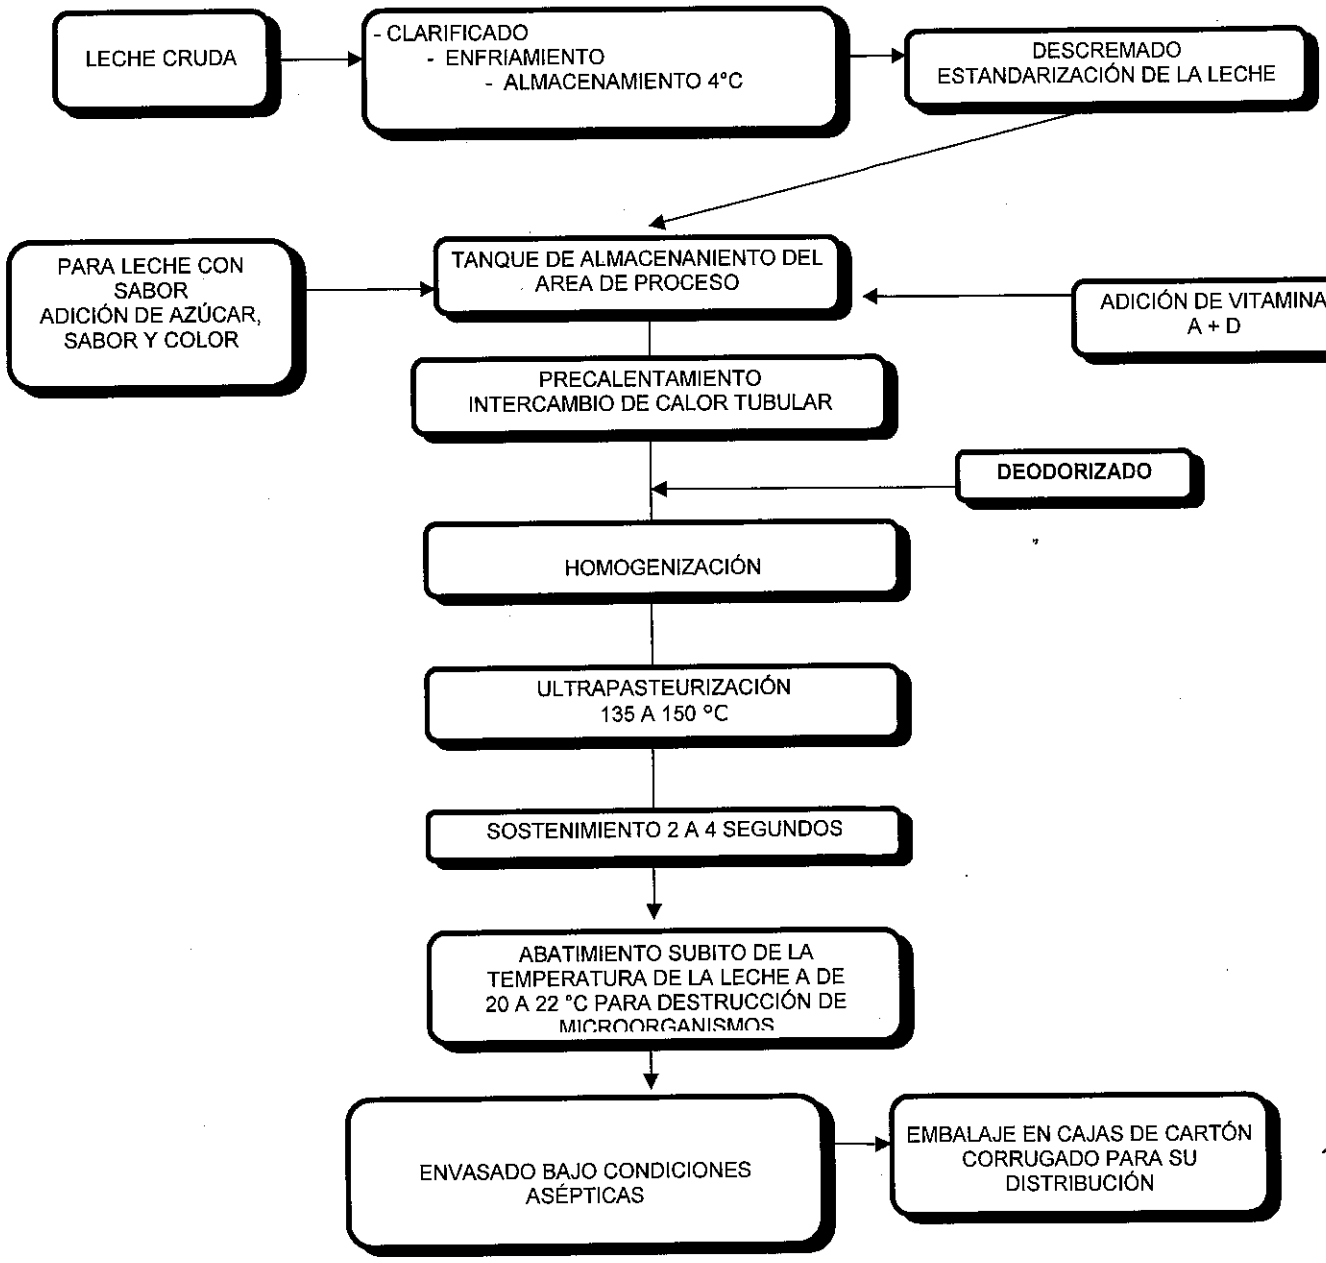 LECHE CRUDA
- CLARIFICADO
- ENFRIAMIENTO
- ALMACENAMIENTO 4°C
DESCREMADO
ESTANDARIZACIÓN DE LA LECHE
PARA LECHE CON
SABOR
ADICIÓN DE AZÚCAR,
SABOR Y COLOR
TANQUE DE ALMACENANIENTO DEL
AREA DE PROCESO
ADICIÓN DE VITAMINA
A + D
PRECALENTAMIENTO
INTERCAMBIO DE CALOR TUBULAR
DEODORIZADO
HOMOGENIZACIÓN
ULTRAPASTEURIZACIÓN
135 A 150 °C
SOSTENIMIENTO 2 A 4 SEGUNDOS
ABATIMIENTO SUBITO DE LA
TEMPERATURA DE LA LECHE A DE
20 A 22 °C PARA DESTRUCCIÓN DE
MICROORGANISMOS
ENVASADO BAJO CONDICIONES
ASÉPTICAS
EMBALAJE EN CAJAS DE CARTÓN
CORRUGADO PARA SU
DISTRIBUCIÓN